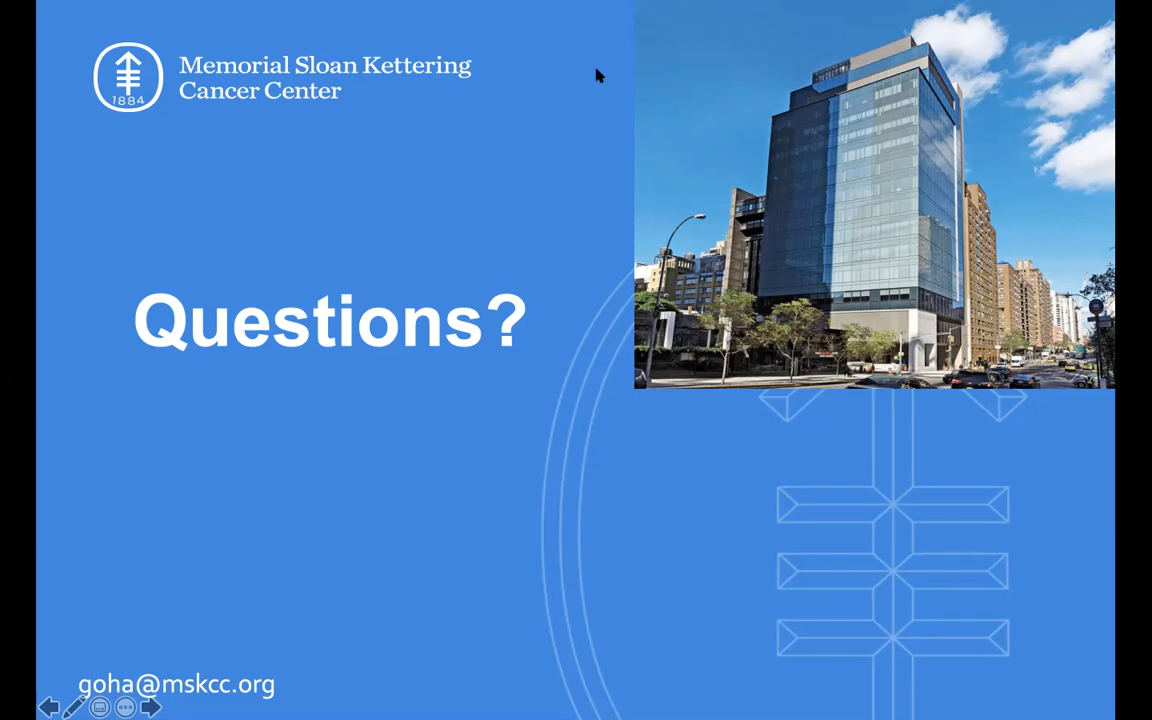 Memorial Sloan Kettering
Cancer Center
1884
Questions?
goha@mskcc.org